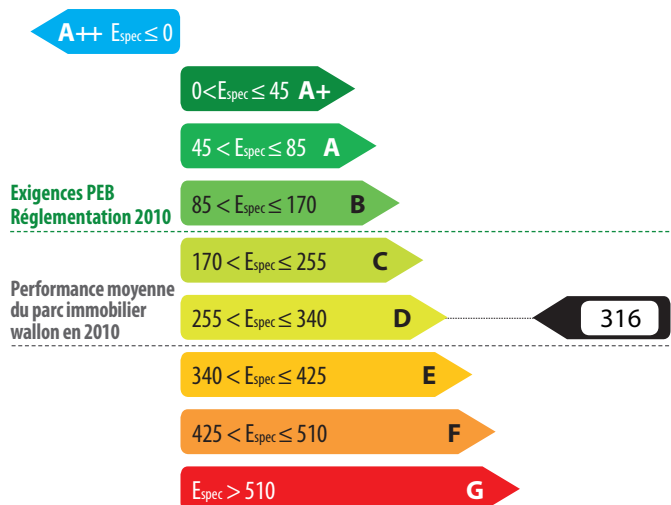 A++ Espec ≤ 0
0<Espec ≤ 45 A+
45 < Espec ≤ 85 A
Exigences PEB
Réglementation 2010
85 < Espec ≤ 170 B
170 < Espec ≤ 255 C
Performance moyenne
du parc immobilier
wallon en 2010
255 < Espec ≤ 340 D
316
340 < Espec ≤ 425 E
425 < Espec ≤ 510 F
Espec > 510 G